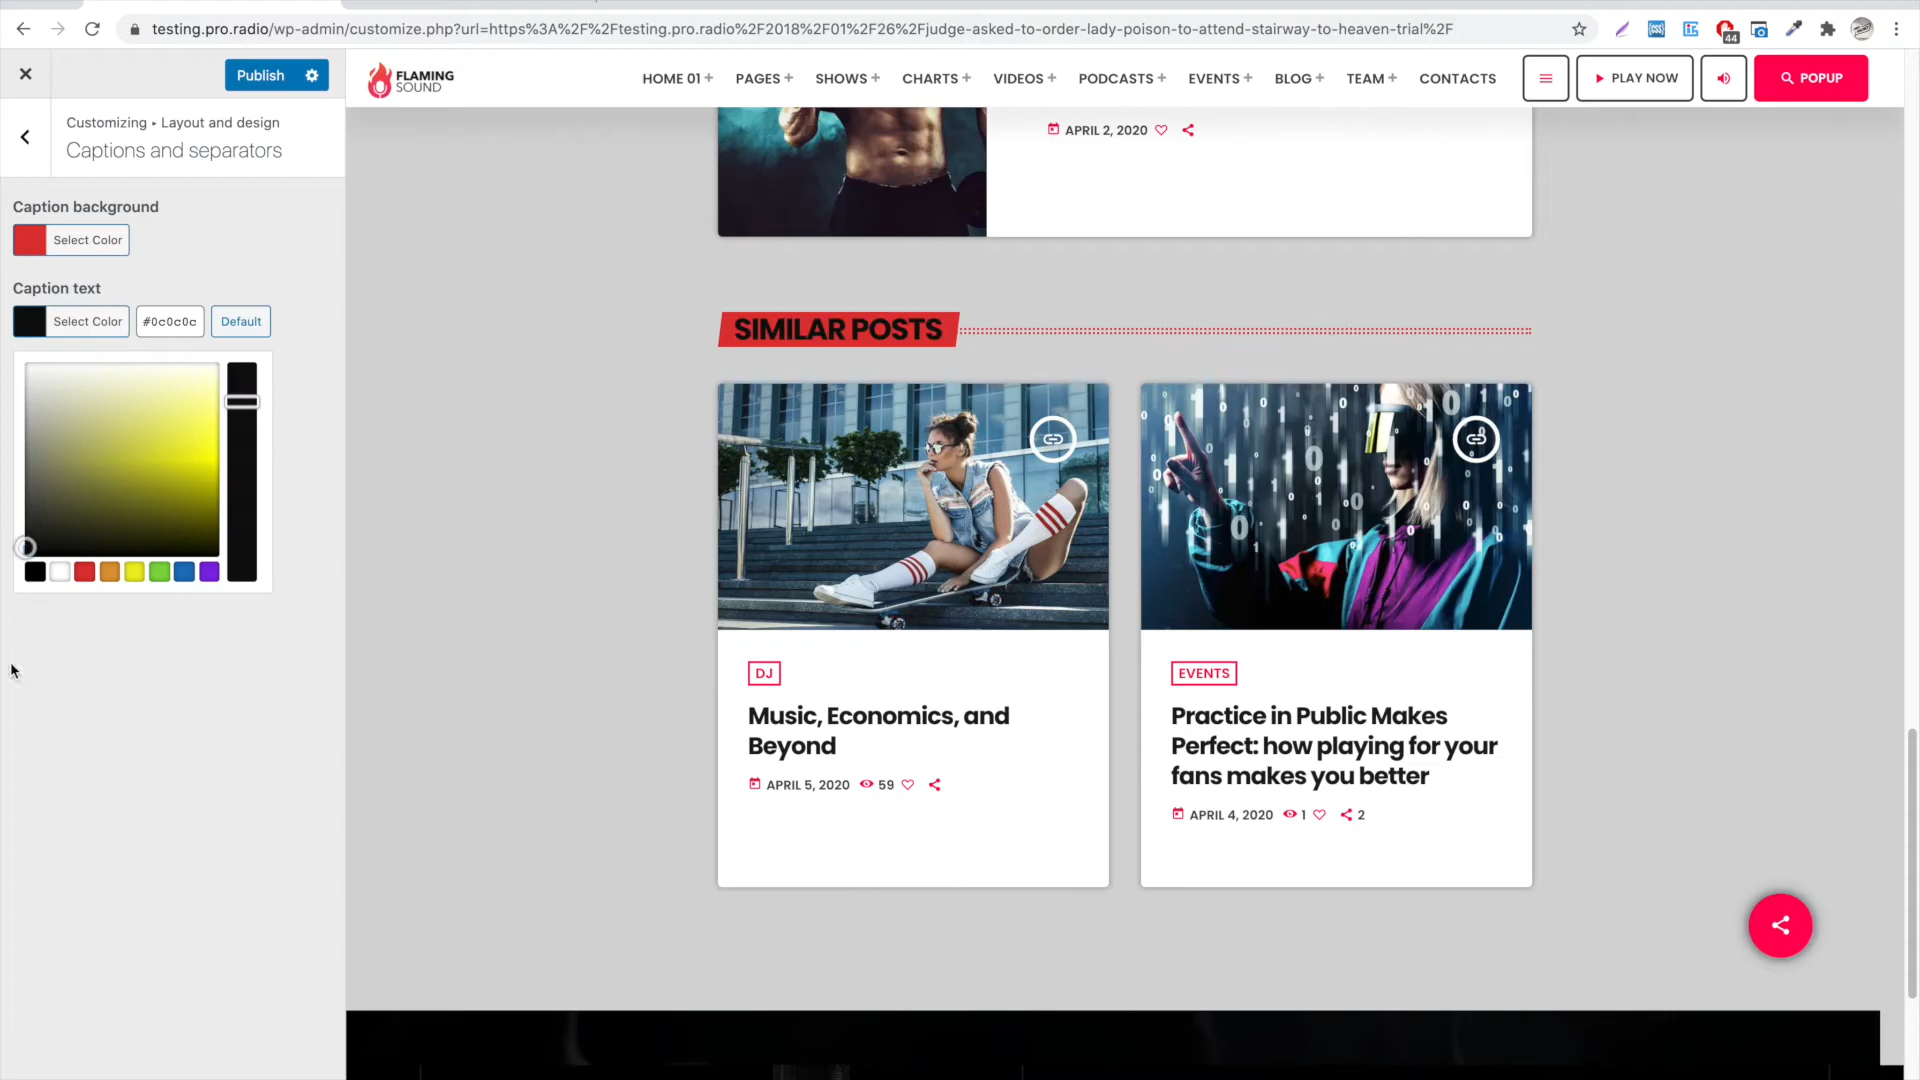 testing.pro.radio/wp-admin/customize.php?url=https%3A%2F%2Ftesting.pro.radio%2F2018%2F01%2F26%2Fjudge-asked-to-order-lady-poison-to-attend-stairway-to-heaven-trial%2F
44
Publish
FLAMING
SOUND
HOME 01 + PAGES + SHOWS + CHARTS + VIDEOS + PODCASTS + EVENTS + BLOG + TEAM + CONTACTS
PLAY NOW
POPUP
Customizing ▸ Layout and design
Captions and separators
APRIL 2, 2020
Caption background
Select Color
Caption text
Select Color #0c0c0c Default
SIMILAR POSTS
DJ
Music, Economics, and
Beyond
APRIL 5, 2020 59
EVENTS
Practice in Public Makes
Perfect: how playing for your
fans makes you better
APRIL 4, 2020 1 2